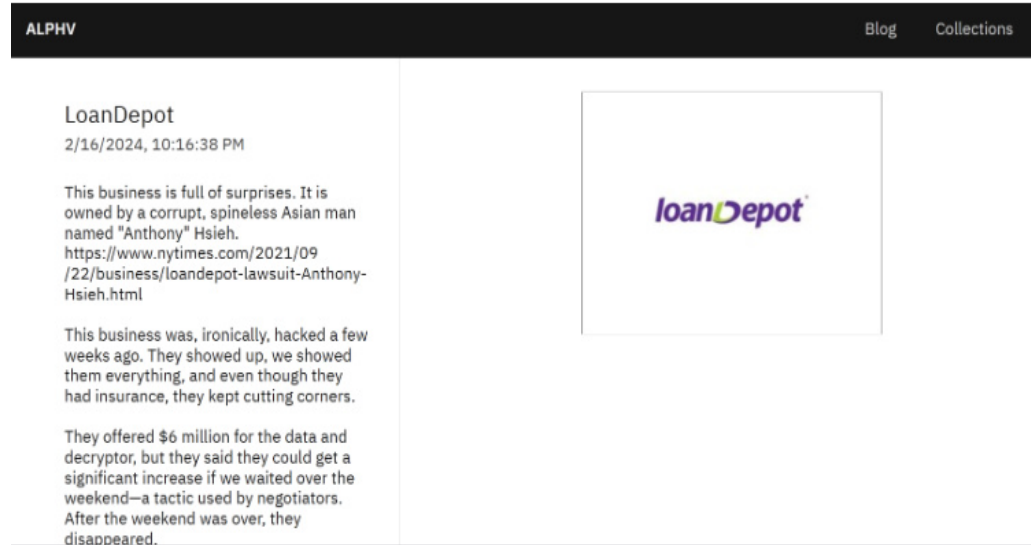 ALPHV
Blog
Collections
LoanDepot
2/16/2024, 10:16:38 PM
This business is full of surprises. It is
owned by a corrupt, spineless Asian man
named "Anthony" Hsieh.
https://www.nytimes.com/2021/09
/22/business/loandepot-lawsuit-Anthony-
Hsieh.html
This business was, ironically, hacked a few
weeks ago. They showed up, we showed
them everything, and even though they
had insurance, they kept cutting corners.
They offered $6 million for the data and
decryptor, but they said they could get a
significant increase if we waited over the
weekend—a tactic used by negotiators.
After the weekend was over, they
disappeared.
loanDepot